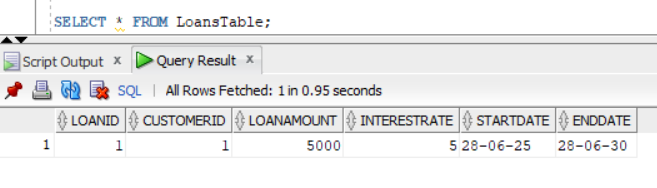 SELECT * FROM LoansTable;
Script Output x Query Result x
SQL | All Rows Fetched: 1 in 0.95 seconds
LOANID CUSTOMERID LOANAMOUNT INTERESTRATE STARTDATE ENDDATE
1 1 1 5000 5 28-06-25 28-06-30